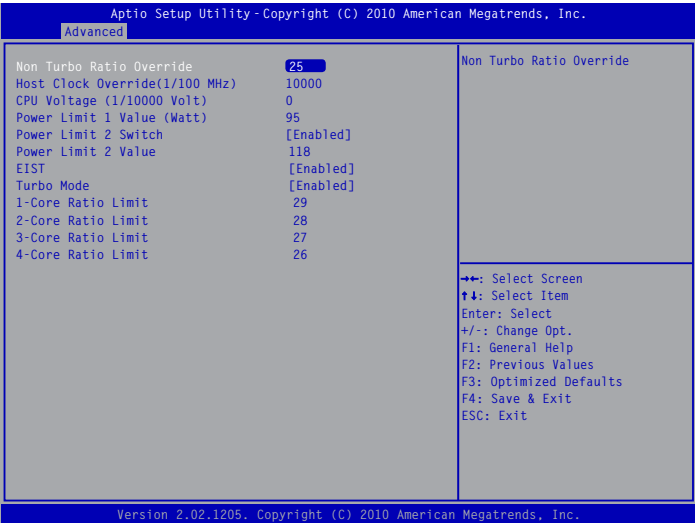 Aptio Setup Utility - Copyright (C) 2010 American Megatrends, Inc.
Advanced
Non Turbo Ratio Override 25
Host Clock Override(1/100 MHz) 10000
CPU Voltage (1/10000 Volt) 0
Power Limit 1 Value (Watt) 95
Power Limit 2 Switch [Enabled]
Power Limit 2 Value 118
EIST [Enabled]
Turbo Mode [Enabled]
1-Core Ratio Limit 29
2-Core Ratio Limit 28
3-Core Ratio Limit 27
4-Core Ratio Limit 26
Non Turbo Ratio Override
→←: Select Screen
↑↓: Select Item
Enter: Select
+/-: Change Opt.
F1: General Help
F2: Previous Values
F3: Optimized Defaults
F4: Save & Exit
ESC: Exit
Version 2.02.1205. Copyright (C) 2010 American Megatrends, Inc.